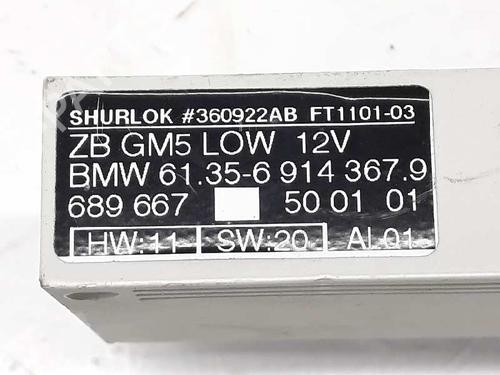 SHURLOK #360922AB FT1101-03
ZB GM5 LOW 12V
BMW 61.35-6 914 367.9
689 667 50 01 01
HW:11 SW:20 AI.01